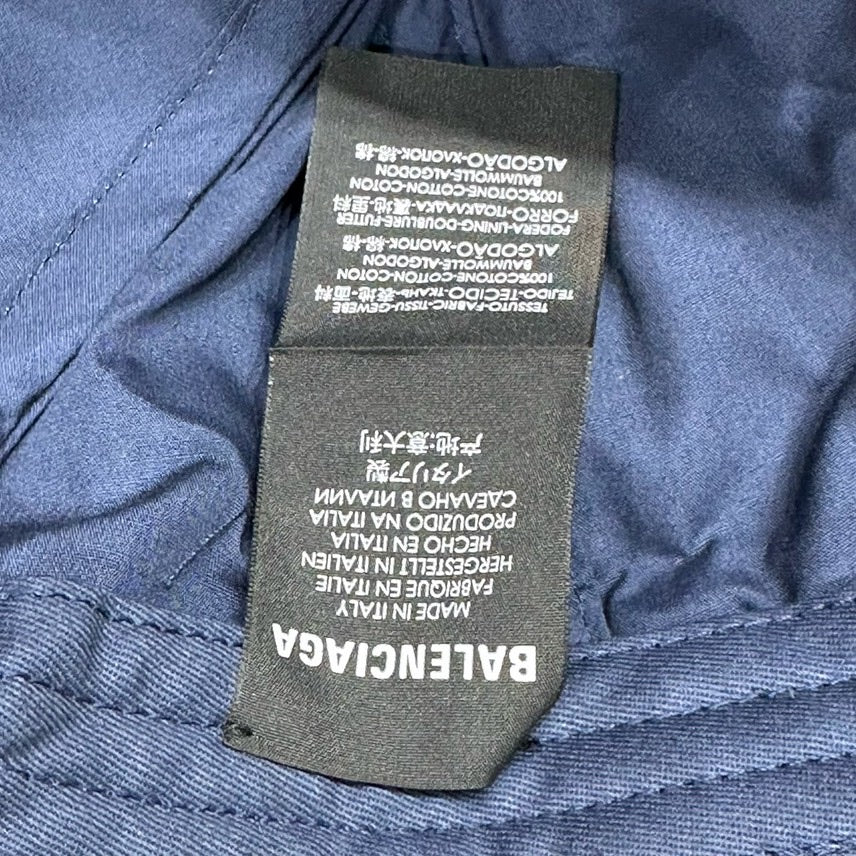 BALENCIAGA
MADE IN ITALY
FABRIQUE EN ITALIE
HERGESTELLT IN ITALIEN
HECHO EN ITALIA
PRODUZIDO NA ITALIA
СДЕЛАНО В ИТАЛИИ
イタリア製
产地:意大利
TESSUTO-FABRIC-TISSU-GEWEBE
TEJIDO-TECIDO-ТКАНЬ-表地-面料
100%COTONE-COTTON-COTON
BAUMWOLLE-ALGODON
ALGODÃO-ХЛОПОК-綿-棉
FODERA-LINING-DOUBLURE-FUTTER
FORRO-ПОДКЛАДКА-裏地-里料
100%COTONE-COTTON-COTON
BAUMWOLLE-ALGODON
ALGODÃO-ХЛОПОК-綿-棉